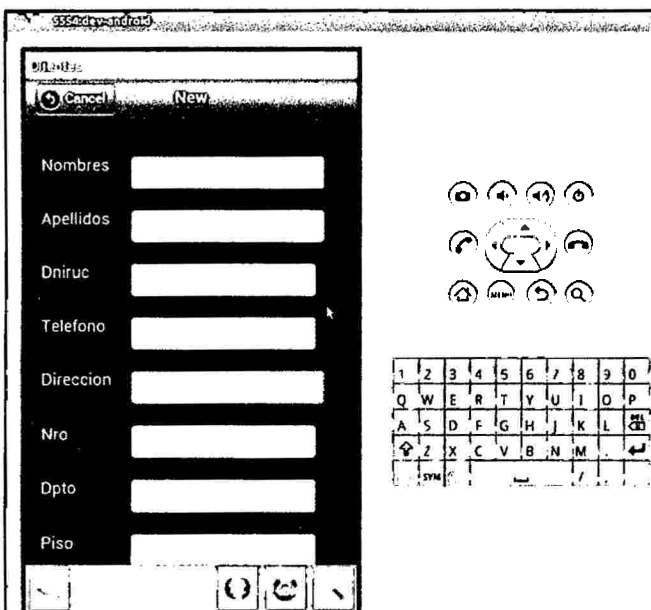 5554:dev-android
Cancel New
Nombres
Apellidos
Dniruc
Telefono
Direccion
Nro
Dpto
Piso
MENU
1 2 3 4 5 6 7 8 9 0
Q W E R T Y U I O P
A S D F G H J K L DEL
Z X C V B N M .
SYM / ,